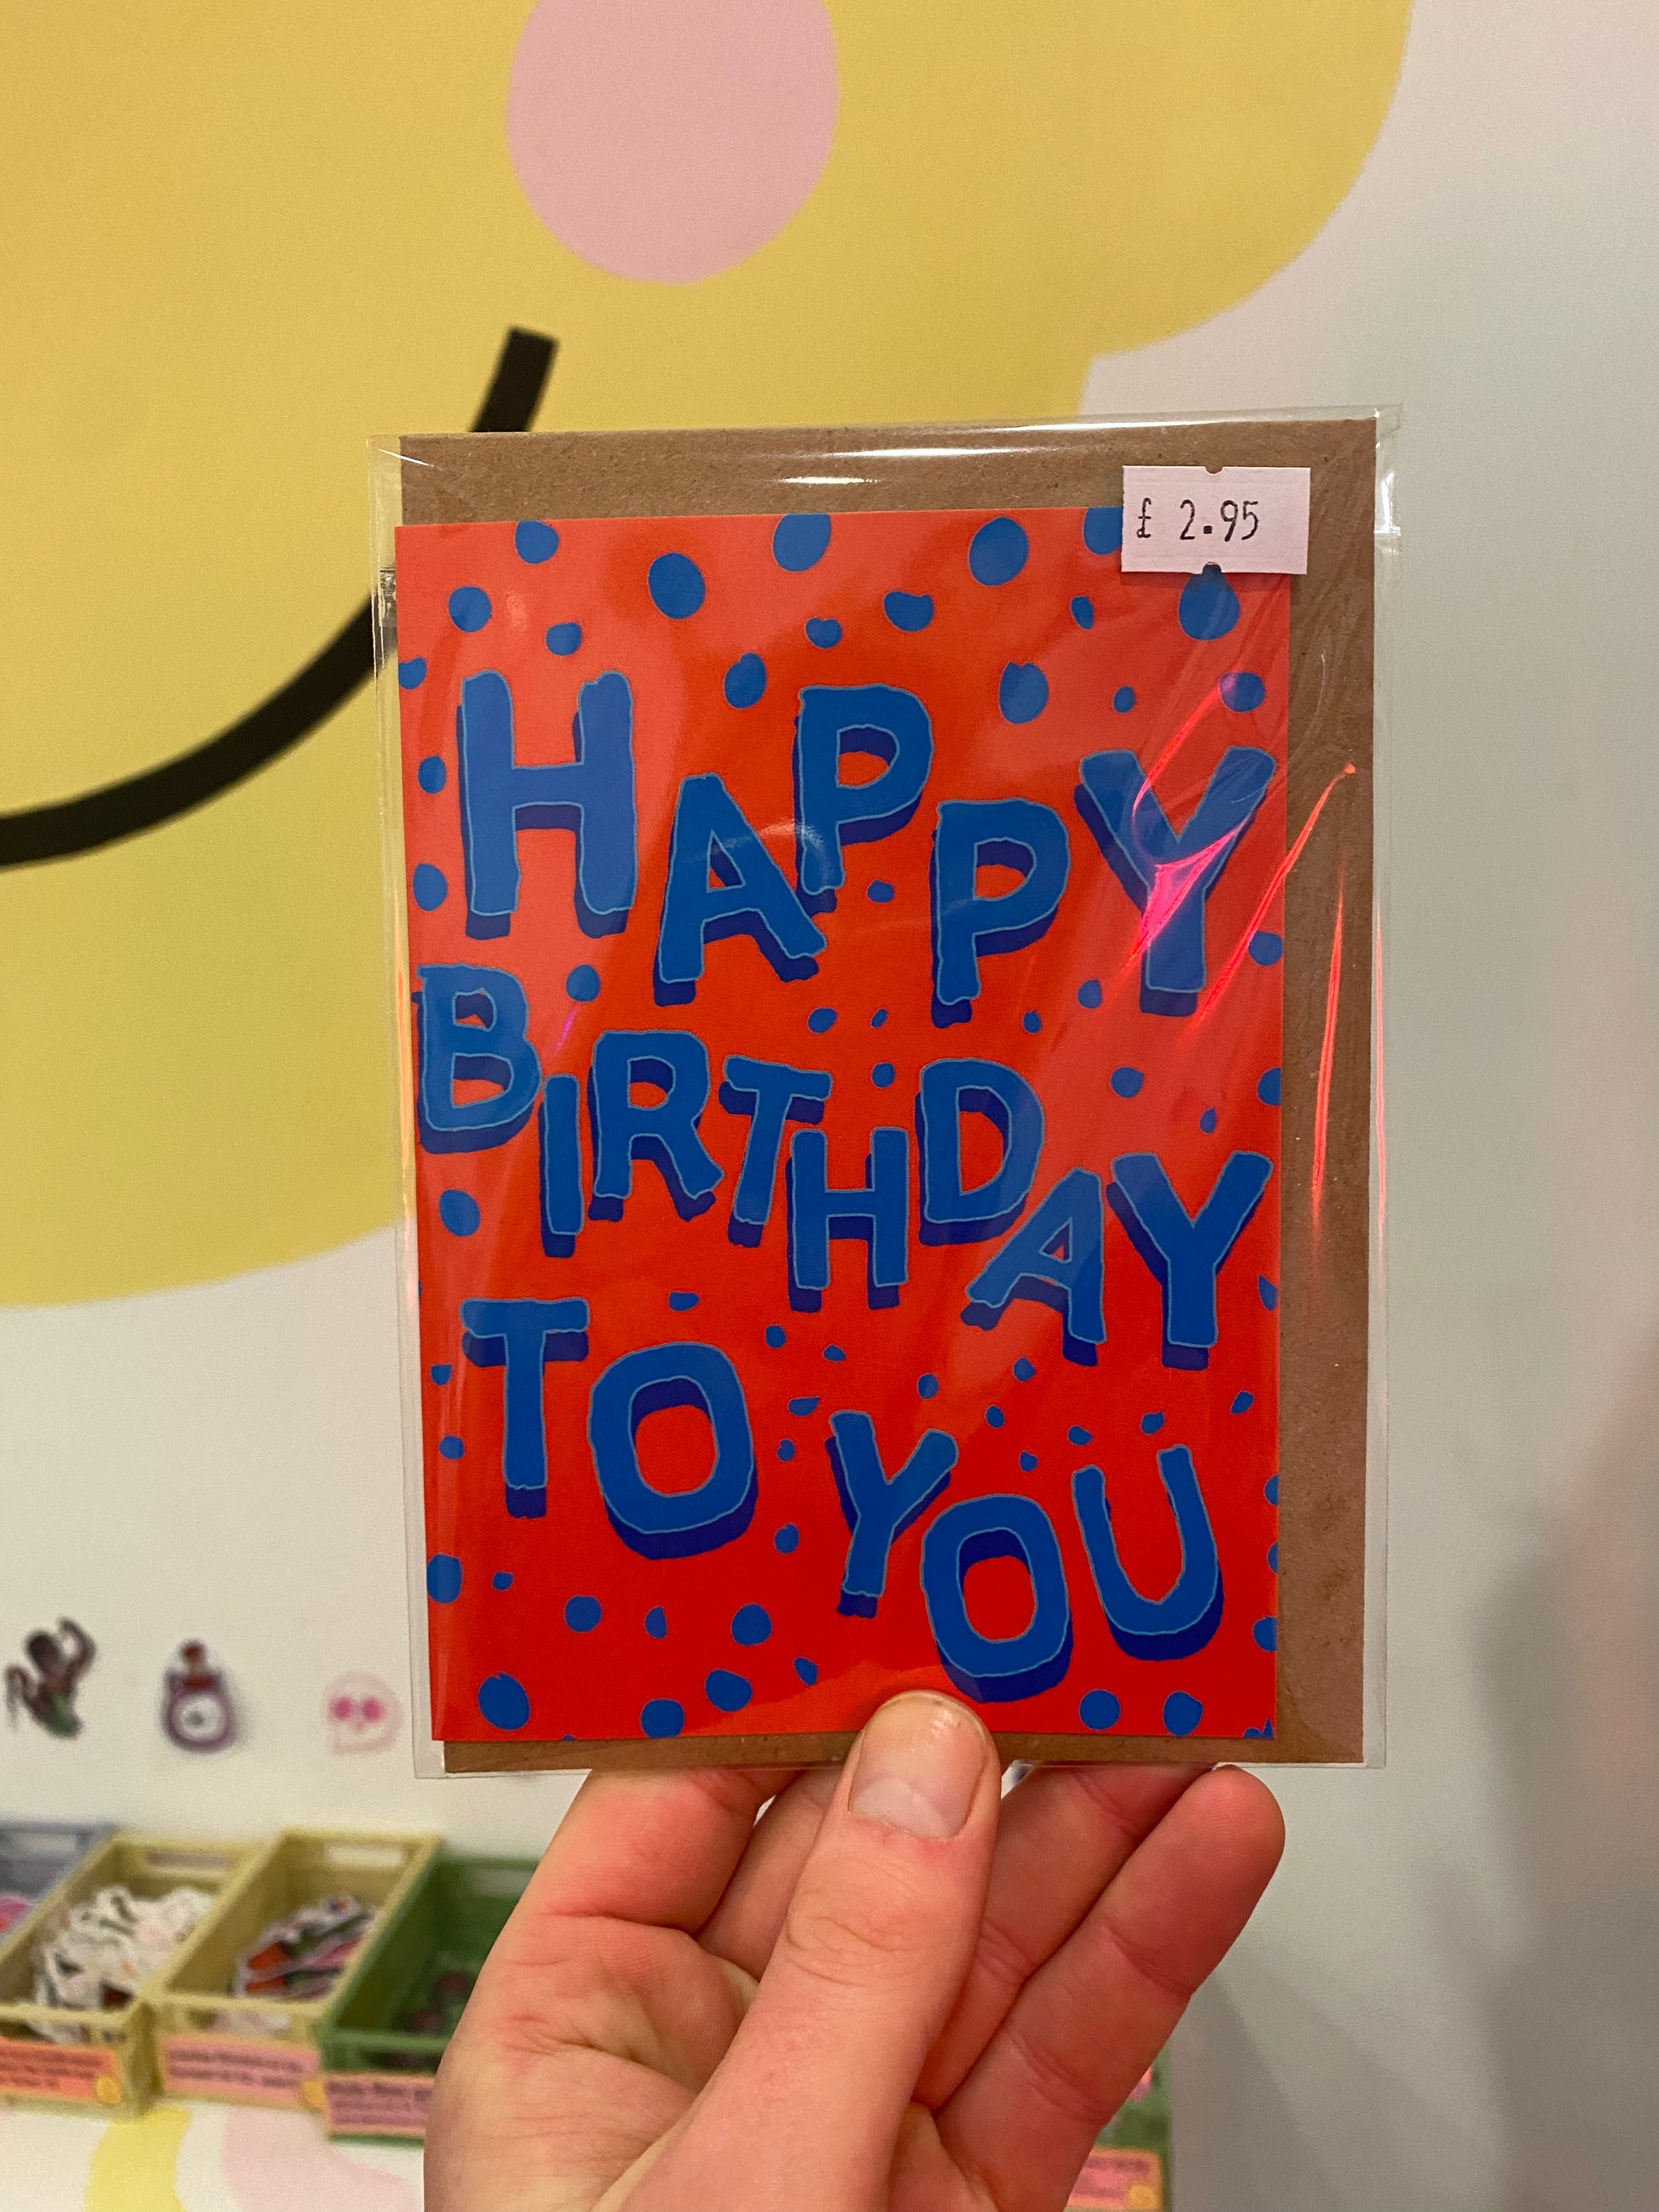 £ 2.95
HAPPY
BIRTHDAY
TO YOU